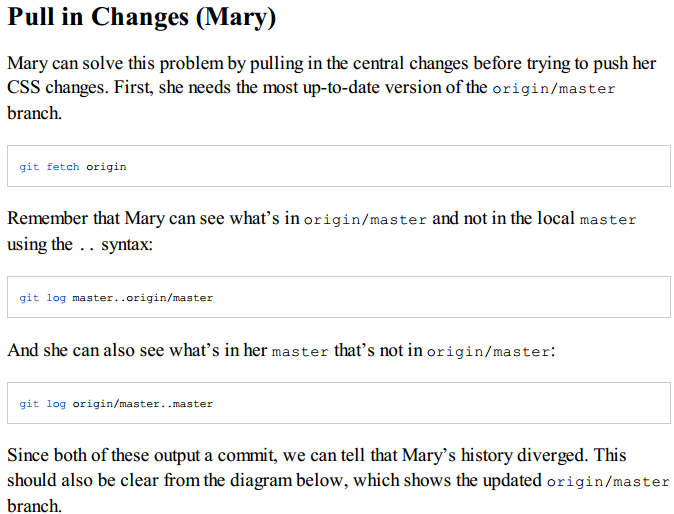 Pull in Changes (Mary)
Mary can solve this problem by pulling in the central changes before trying to push her
CSS changes. First, she needs the most up-to-date version of the origin/master
branch.
git fetch origin
Remember that Mary can see what’s in origin/master and not in the local master
using the .. syntax:
git log master..origin/master
And she can also see what’s in her master that’s not in origin/master:
git log origin/master..master
Since both of these output a commit, we can tell that Mary’s history diverged. This
should also be clear from the diagram below, which shows the updated origin/master
branch.